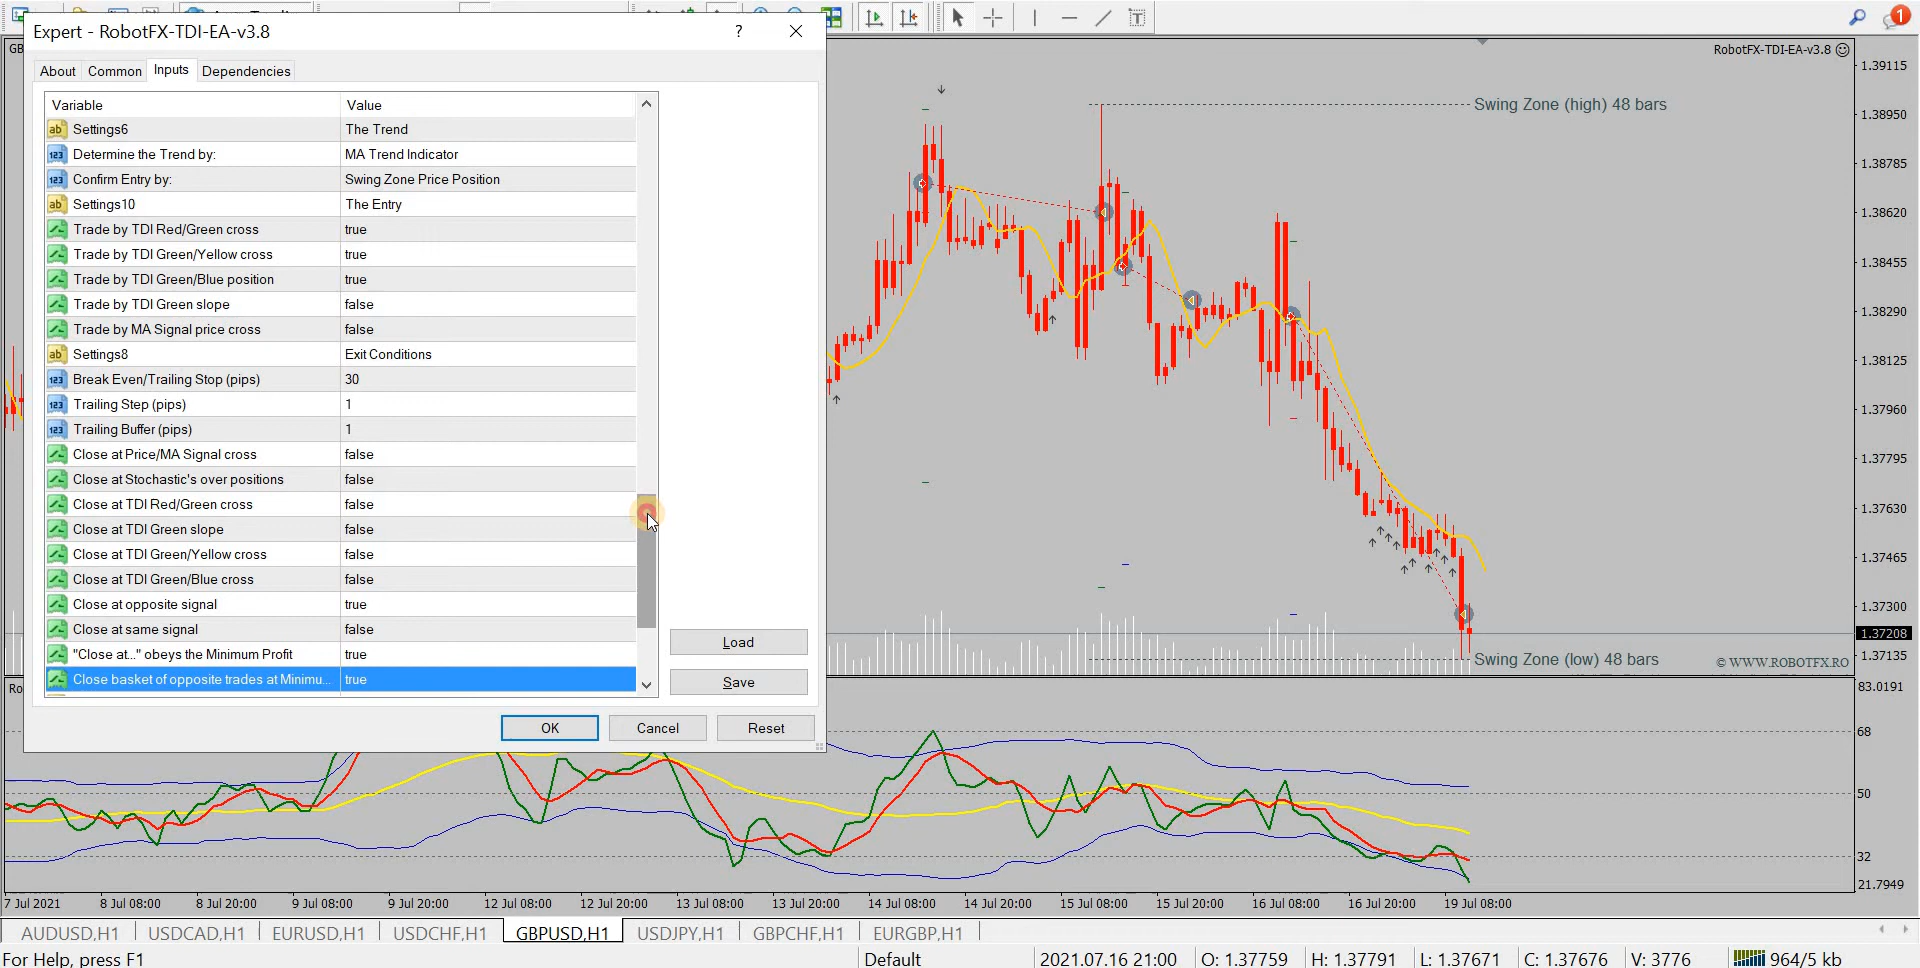 Expert - RobotFX-TDI-EA-v3.8
?
About Common Inputs Dependencies
Variable Value
Settings6 The Trend
Determine the Trend by: MA Trend Indicator
Confirm Entry by: Swing Zone Price Position
Settings10 The Entry
Trade by TDI Red/Green cross true
Trade by TDI Green/Yellow cross true
Trade by TDI Green/Blue position true
Trade by TDI Green slope false
Trade by MA Signal price cross false
Settings8 Exit Conditions
Break Even/Trailing Stop (pips) 30
Trailing Step (pips) 1
Trailing Buffer (pips) 1
Close at Price/MA Signal cross false
Close at Stochastic's over positions false
Close at TDI Red/Green cross false
Close at TDI Green slope false
Close at TDI Green/Yellow cross false
Close at TDI Green/Blue cross false
Close at opposite signal true
Close at same signal false
"Close at..." obeys the Minimum Profit true
Close basket of opposite trades at Minimu... true
Load
Save
OK Cancel Reset
1
GB
RobotFX-TDI-EA-v3.8
Swing Zone (high) 48 bars
Swing Zone (low) 48 bars
© WWW.ROBOTFX.RO
1.39115
1.38950
1.38785
1.38620
1.38455
1.38290
1.38125
1.37960
1.37795
1.37630
1.37465
1.37300
1.37208
1.37135
Ro
83.0191
68
50
32
21.7949
7 Jul 2021 8 Jul 08:00 8 Jul 20:00 9 Jul 08:00 9 Jul 20:00 12 Jul 08:00 12 Jul 20:00 13 Jul 08:00 13 Jul 20:00 14 Jul 08:00 14 Jul 20:00 15 Jul 08:00 15 Jul 20:00 16 Jul 08:00 16 Jul 20:00 19 Jul 08:00
AUDUSD,H1 USDCAD,H1 EURUSD,H1 USDCHF,H1 GBPUSD,H1 USDJPY,H1 GBPCHF,H1 EURGBP,H1
For Help, press F1 Default 2021.07.16 21:00 O: 1.37759 H: 1.37791 L: 1.37671 C: 1.37676 V: 3776 964/5 kb